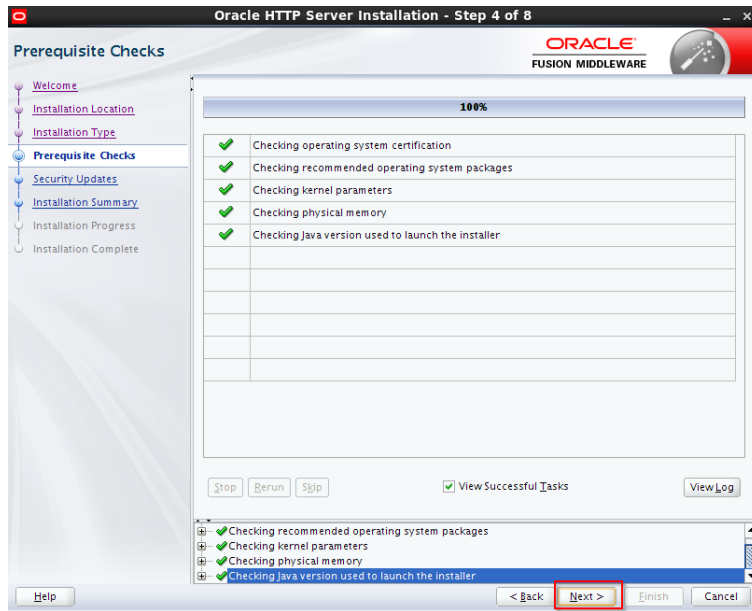 Oracle HTTP Server Installation - Step 4 of 8
Prerequisite Checks
ORACLE
FUSION MIDDLEWARE
Welcome
Installation Location
Installation Type
Prerequisite Checks
Security Updates
Installation Summary
Installation Progress
Installation Complete
100%
Checking operating system certification
Checking recommended operating system packages
Checking kernel parameters
Checking physical memory
Checking Java version used to launch the installer
Stop Rerun Skip View Successful Tasks View Log
Checking recommended operating system packages
Checking kernel parameters
Checking physical memory
Checking Java version used to launch the installer
Help < Back Next > Finish Cancel